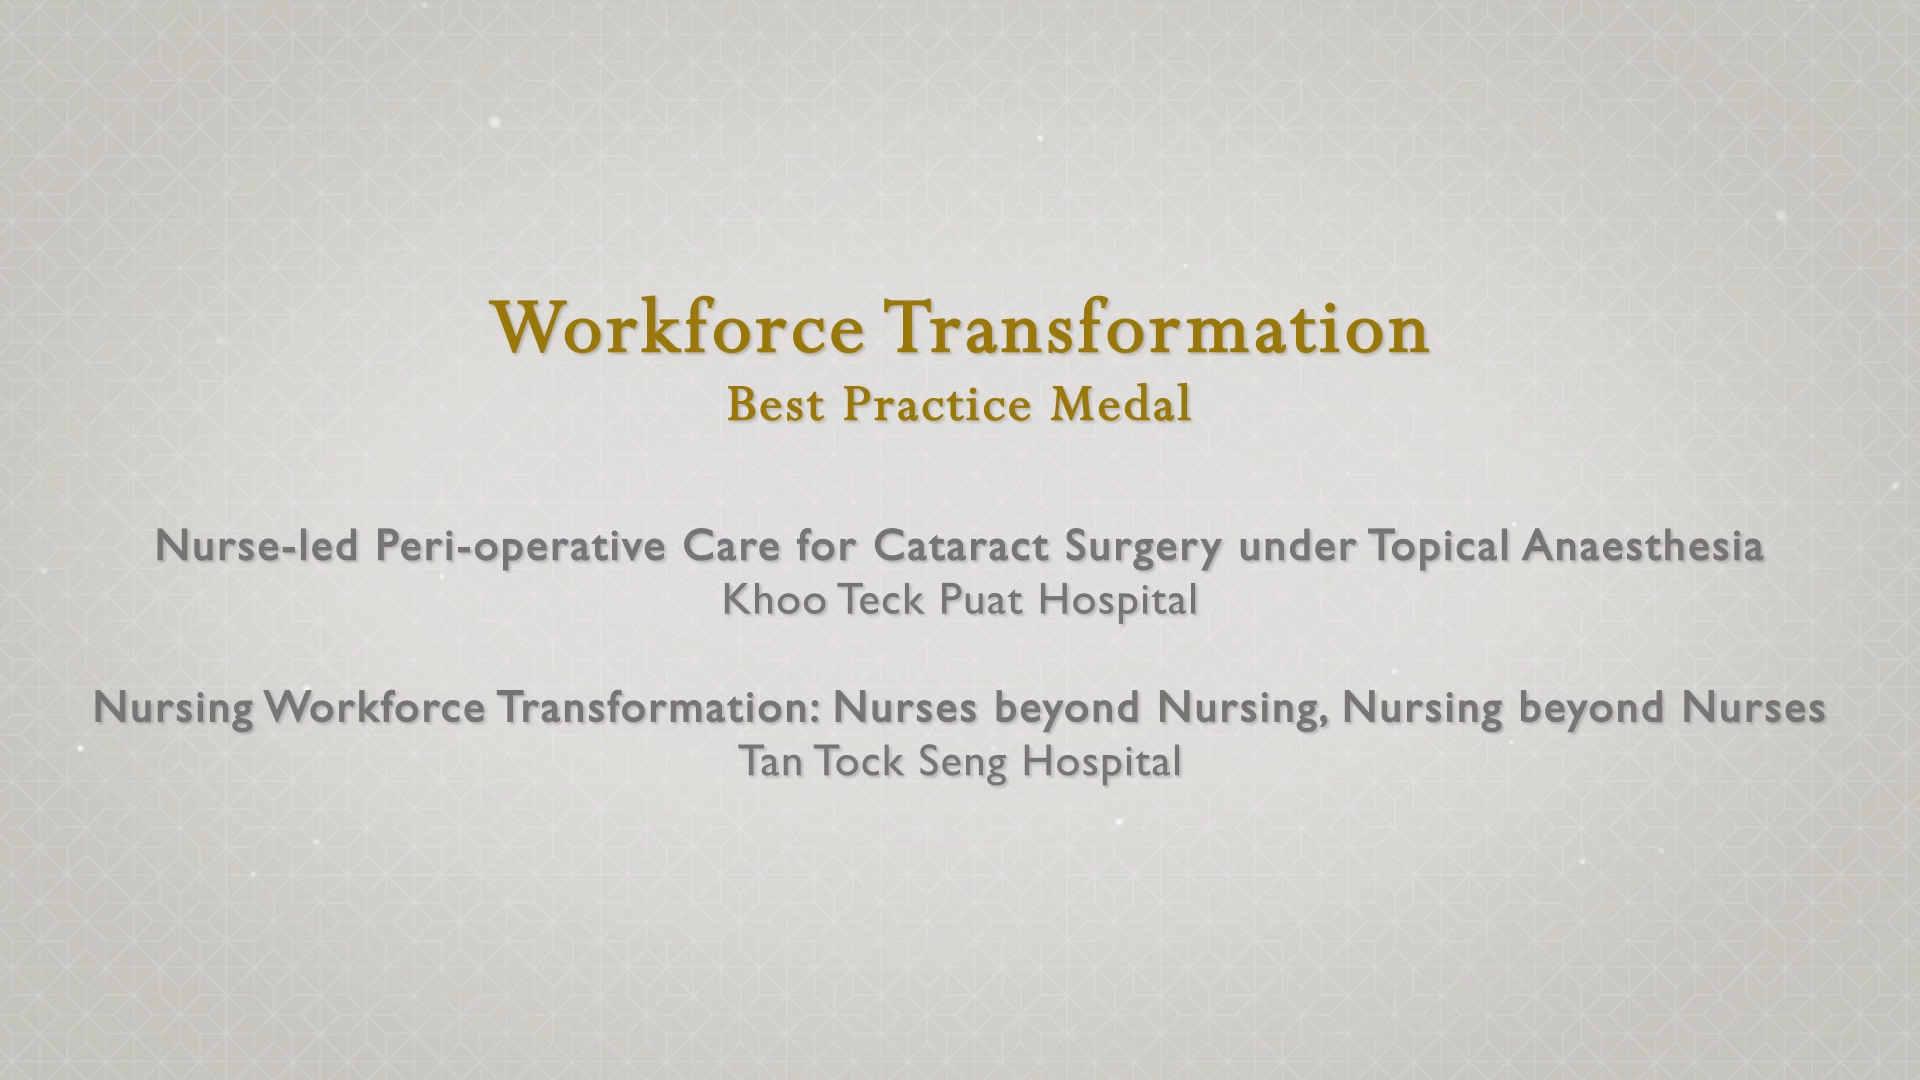 Workforce Transformation
Best Practice Medal
Nurse-led Peri-operative Care for Cataract Surgery under Topical Anaesthesia
Khoo Teck Puat Hospital
Nursing Workforce Transformation: Nurses beyond Nursing, Nursing beyond Nurses
Tan Tock Seng Hospital